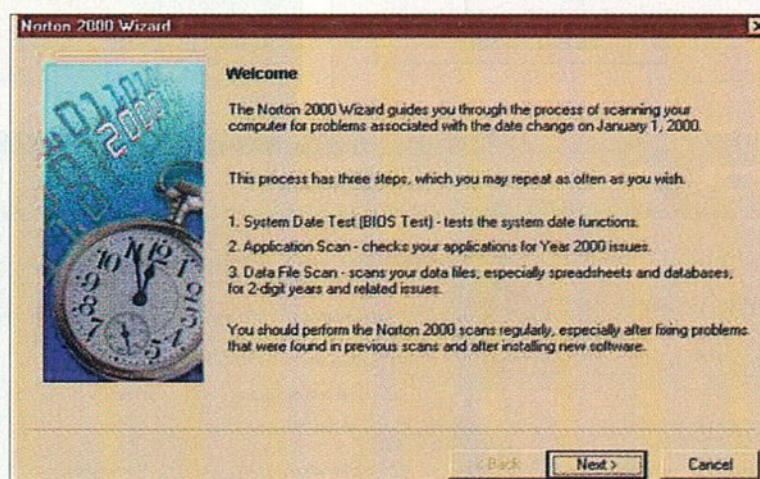 Norton 2000 Wizard
011010
2000
Welcome
The Norton 2000 Wizard guides you through the process of scanning your
computer for problems associated with the date change on January 1, 2000.
This process has three steps, which you may repeat as often as you wish.
1. System Date Test (BIOS Test) - tests the system date functions.
2. Application Scan - checks your applications for Year 2000 issues.
3. Data File Scan - scans your data files, especially spreadsheets and databases,
for 2-digit years and related issues.
You should perform the Norton 2000 scans regularly, especially after fixing problems
that were found in previous scans and after installing new software.
< Back
Next >
Cancel